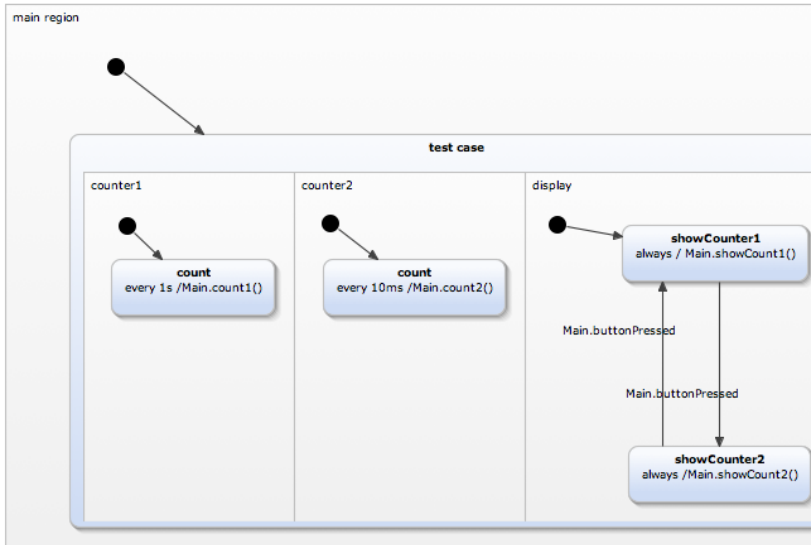 main region
test case
counter1
counter2
display
count
every 1s /Main.count1()
count
every 10ms /Main.count2()
showCounter1
always / Main.showCount1()
Main.buttonPressed
Main.buttonPressed
showCounter2
always /Main.showCount2()